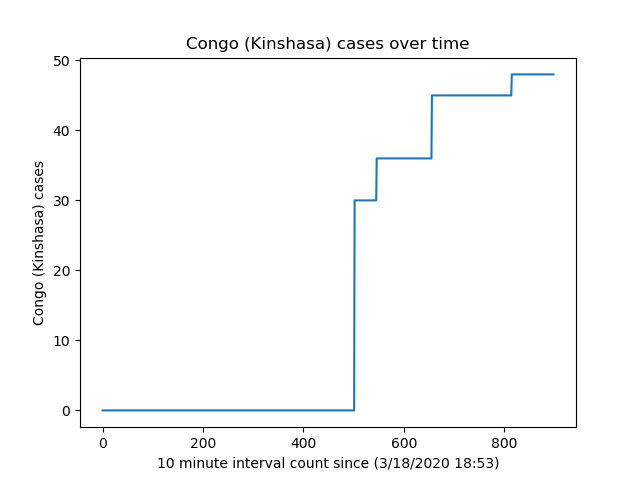 Congo (Kinshasa) cases over time
50
40
30
20
10
0
Congo (Kinshasa) cases
0 200 400 600 800
10 minute interval count since (3/18/2020 18:53)